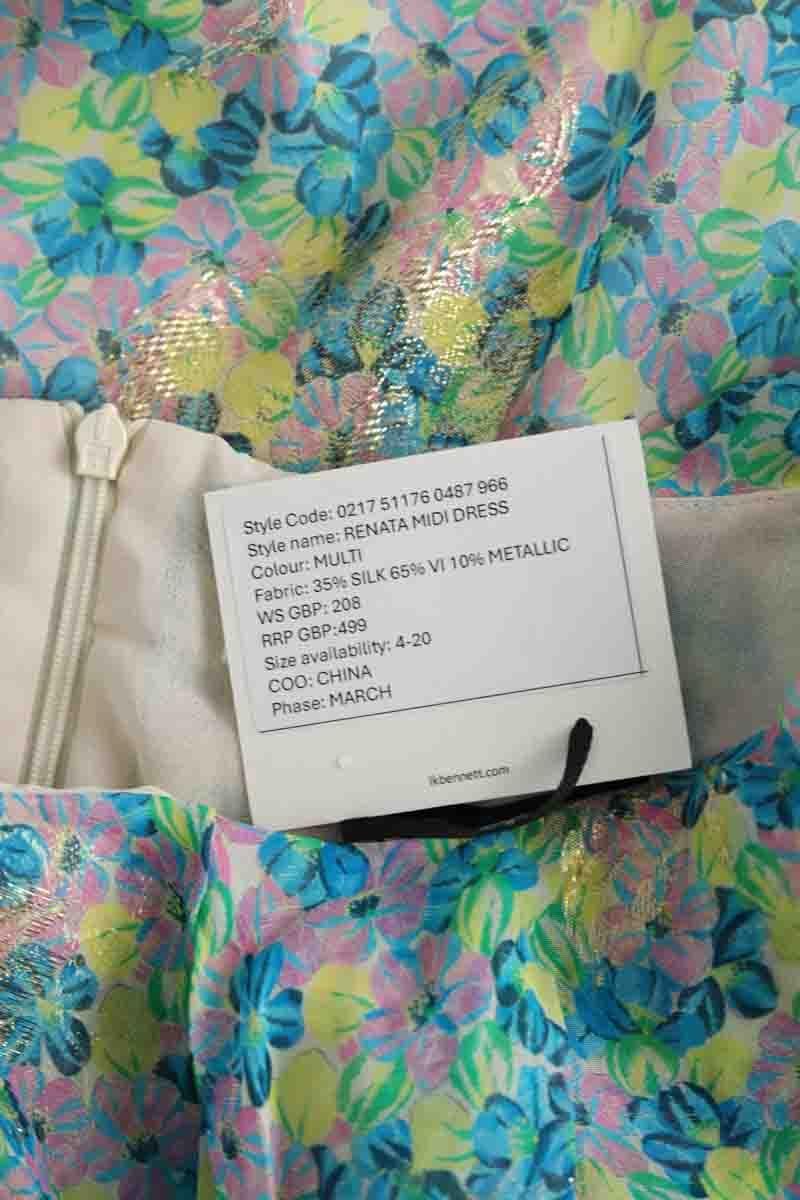 Style Code: 0217 51176 0487 966
Style name: RENATA MIDI DRESS
Colour: MULTI
Fabric: 35% SILK 65% VI 10% METALLIC
WS GBP: 208
RRP GBP:499
Size availability: 4-20
COO: CHINA
Phase: MARCH
lkbennett.com